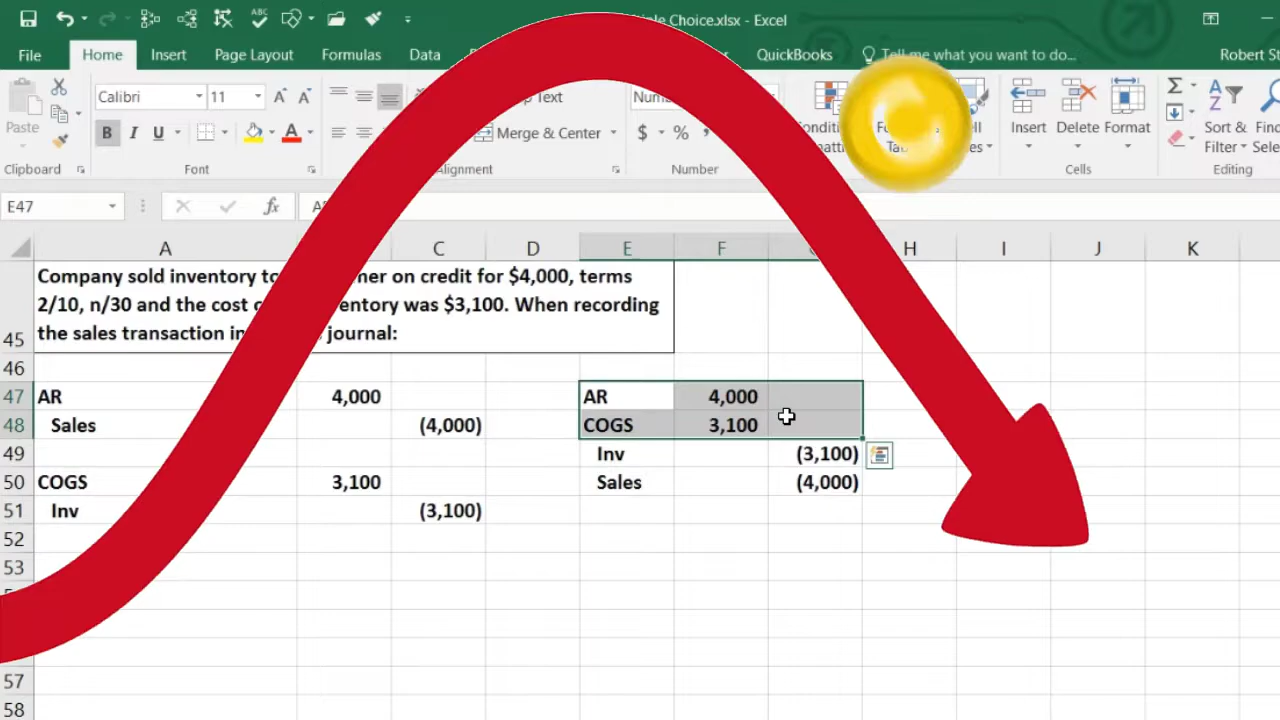 ple Choice.xlsx - Excel
File Home Insert Page Layout Formulas Data QuickBooks Tell me what you want to do... Robert St
Paste
Calibri 11
B I U A
Text
Merge & Center
$ % ,
Insert Delete Format
Sort & Find
Filter Sele
Clipboard Font lignment Number Cells Editing
E47 fx A
A C D E F H I J K
Company sold inventory to mer on credit for $4,000, terms
2/10, n/30 and the cost entory was $3,100. When recording
45 the sales transaction in journal:
46
47 AR 4,000 AR 4,000
48 Sales (4,000) COGS 3,100
49 Inv (3,100)
50 COGS 3,100 Sales (4,000)
51 Inv (3,100)
52
53
57
58